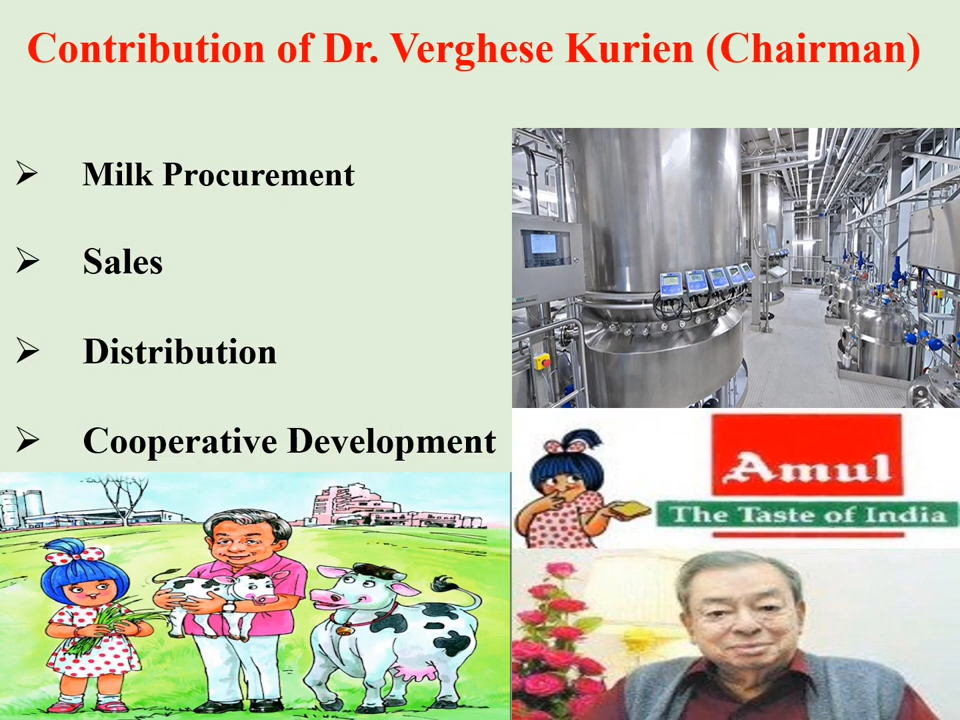 Contribution of Dr. Verghese Kurien (Chairman)
Milk Procurement
Sales
Distribution
Cooperative Development
Amul
The Taste of India